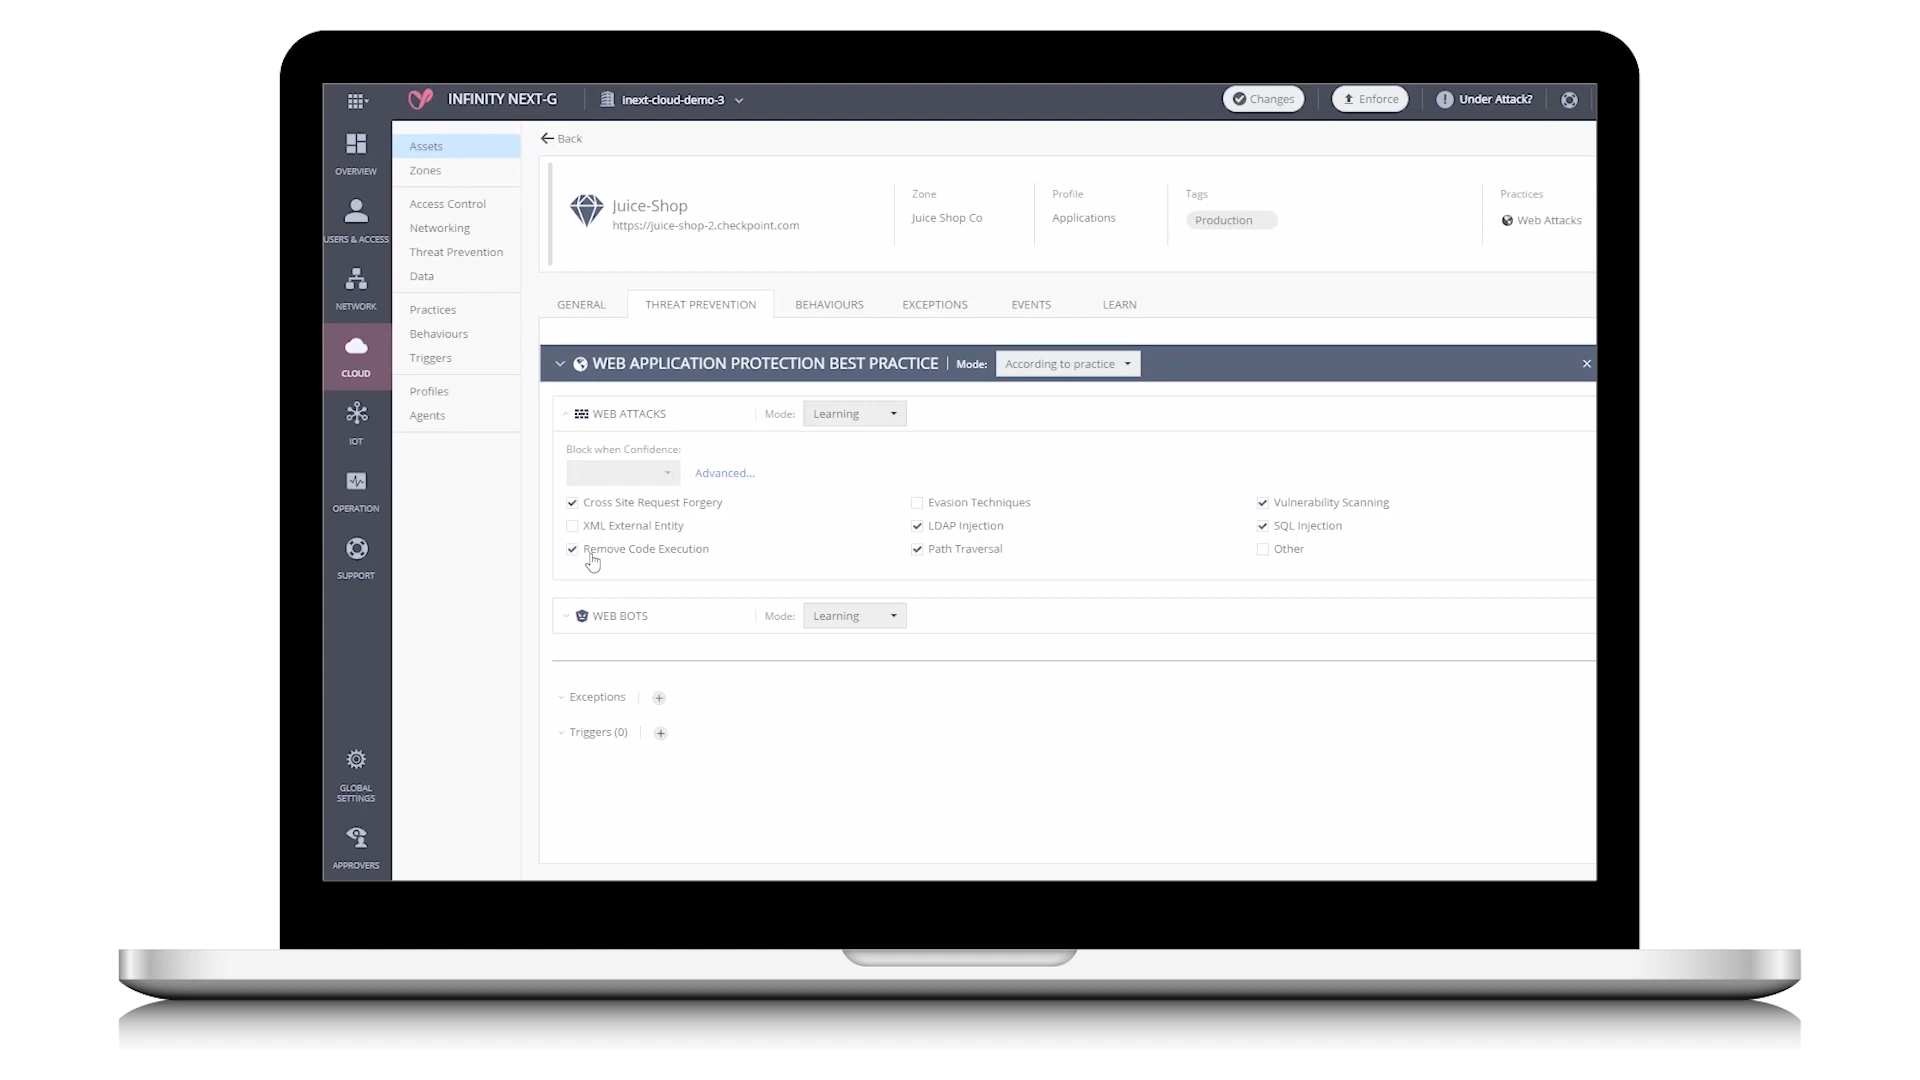 INFINITY NEXT-G
inext-cloud-demo-3
Changes
Enforce
Under Attack?
OVERVIEW
USERS & ACCESS
NETWORK
CLOUD
IOT
OPERATION
SUPPORT
GLOBAL
SETTINGS
APPROVERS
Assets
Zones
Access Control
Networking
Threat Prevention
Data
Practices
Behaviours
Triggers
Profiles
Agents
Back
Juice-Shop
https://juice-shop-2.checkpoint.com
Zone
Juice Shop Co
Profile
Applications
Tags
Production
Practices
Web Attacks
GENERAL
THREAT PREVENTION
BEHAVIOURS
EXCEPTIONS
EVENTS
LEARN
WEB APPLICATION PROTECTION BEST PRACTICE
Mode: According to practice
WEB ATTACKS
Mode: Learning
Block when Confidence:
Advanced...
Cross Site Request Forgery
Evasion Techniques
Vulnerability Scanning
XML External Entity
LDAP Injection
SQL Injection
Remove Code Execution
Path Traversal
Other
WEB BOTS
Mode: Learning
Exceptions
Triggers (0)